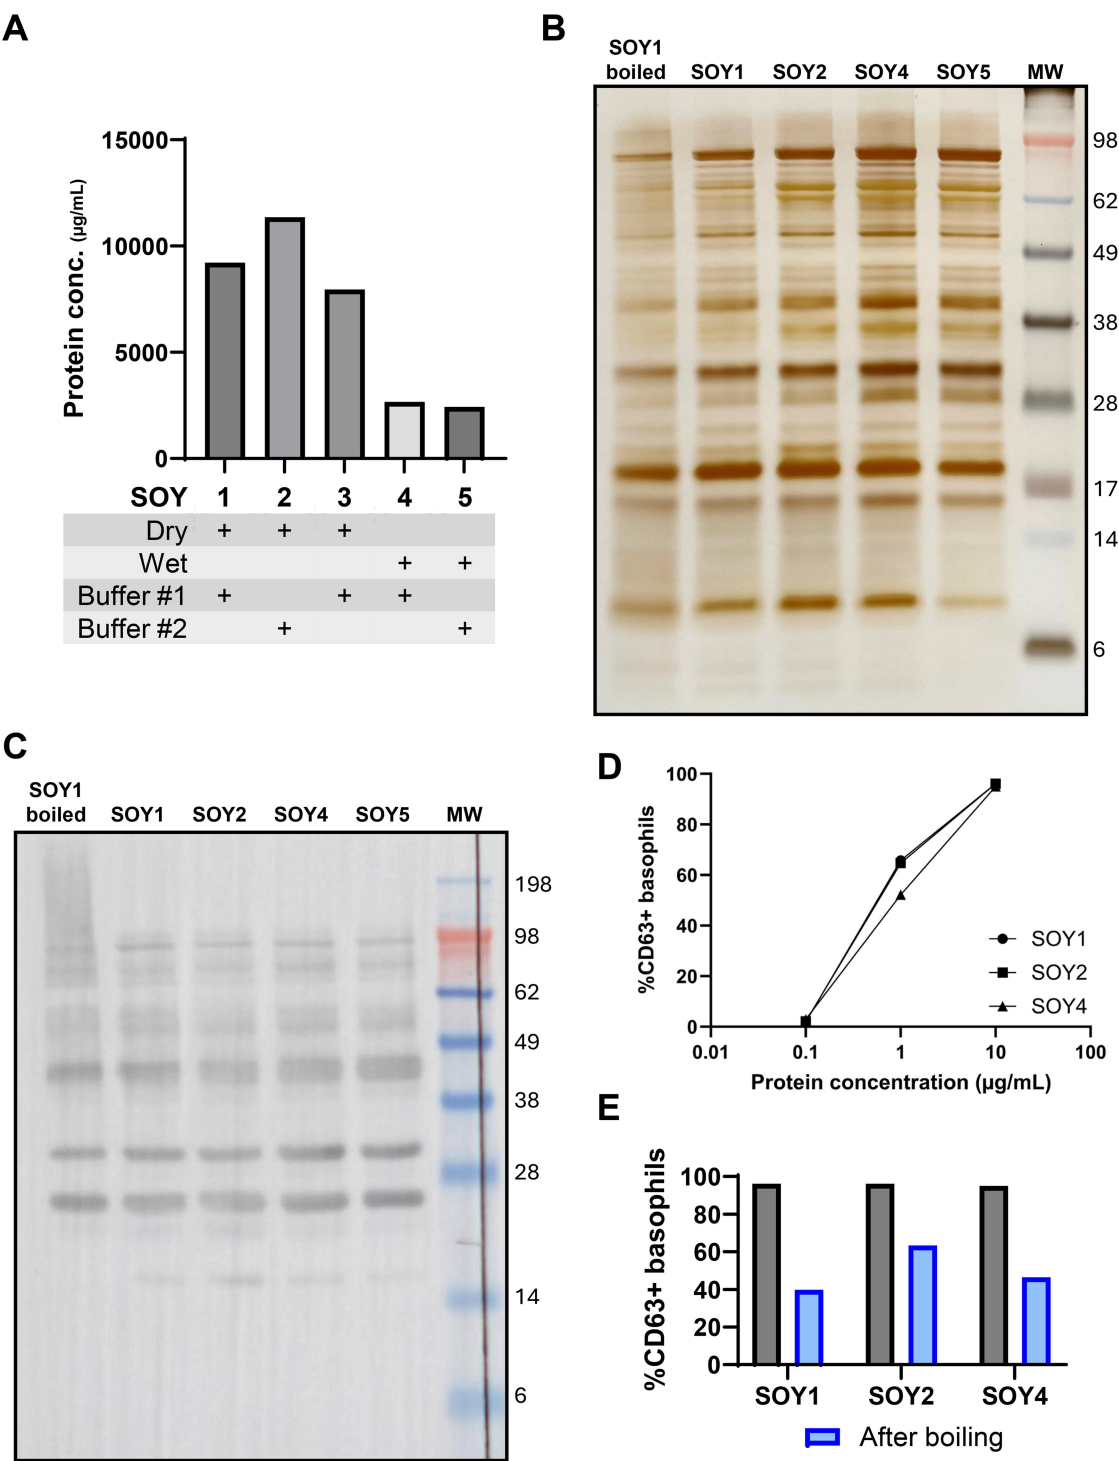 A
15000
10000
5000
0
Protein conc. (µg/mL)
SOY 1 2 3 4 5
Dry + + +
Wet + +
Buffer #1 + + +
Buffer #2 + +
B
SOY1 boiled SOY1 SOY2 SOY4 SOY5 MW
98
62
49
38
28
17
14
6
C
SOY1 boiled SOY1 SOY2 SOY4 SOY5 MW
198
98
62
49
38
28
14
6
D
100
80
60
40
20
0
%CD63+ basophils
SOY1
SOY2
SOY4
0.01 0.1 1 10 100
Protein concentration (µg/mL)
E
100
80
60
40
20
0
%CD63+ basophils
SOY1 SOY2 SOY4
After boiling